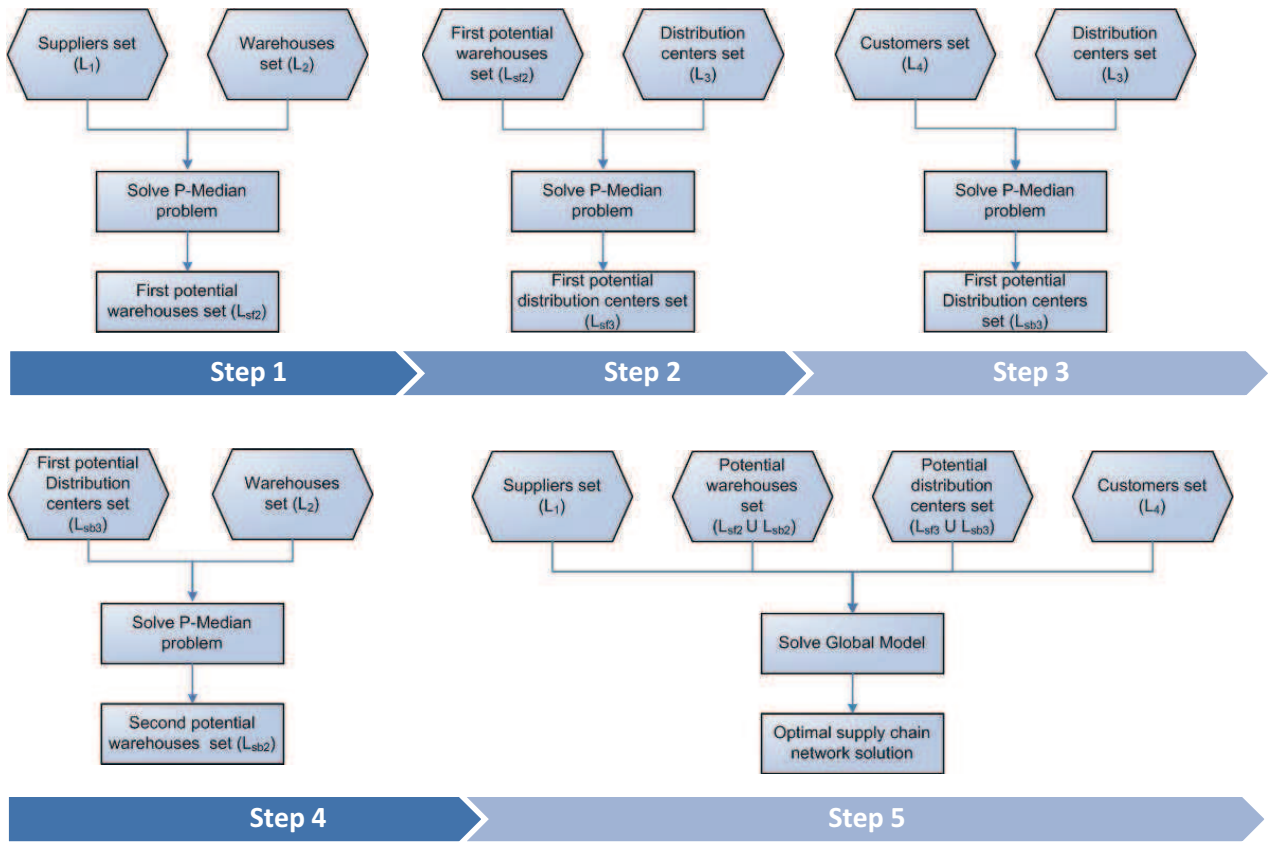 Suppliers set
(L1)
Warehouses
set (L2)
Solve P-Median
problem
First potential
warehouses set (Lsf2)
First potential
warehouses
set (Lsf2)
Distribution
centers set
(L3)
Solve P-Median
problem
First potential
distribution centers set
(Lsf3)
Customers set
(L4)
Distribution
centers set
(L3)
Solve P-Median
problem
First potential
Distribution centers
set (Lsb3)
Step 1
Step 2
Step 3
First potential
Distribution
centers set
(Lsb3)
Warehouses
set (L2)
Solve P-Median
problem
Second potential
warehouses set (Lsb2)
Suppliers set
(L1)
Potential
warehouses
set
(Lsf2 U Lsb2)
Potential
distribution
centers set
(Lsf3 U Lsb3)
Customers set
(L4)
Solve Global Model
Optimal supply chain
network solution
Step 4
Step 5